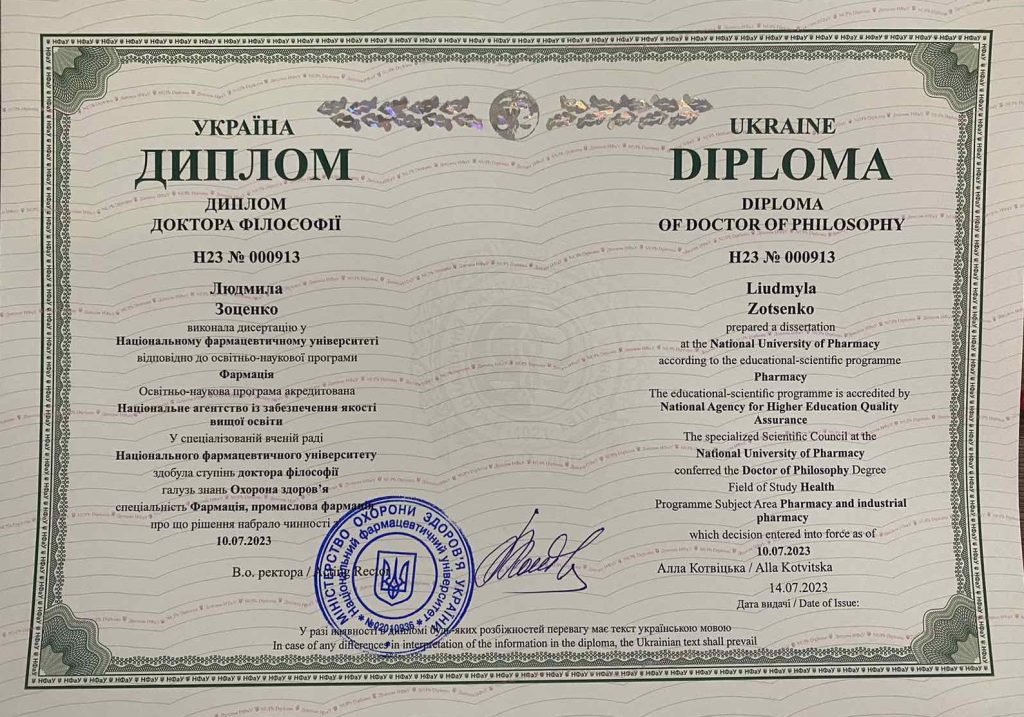 УКРАЇНА
ДИПЛОМ
ДИПЛОМ
ДОКТОРА ФІЛОСОФІЇ
H23 № 000913
Людмила
Зоценко
виконала дисертацію у
Національному фармацевтичному університеті
відповідно до освітньо-наукової програми
Фармація
Освітньо-наукова програма акредитована
Національне агентство із забезпечення якості
вищої освіти
У спеціалізованій вченій раді
Національного фармацевтичного університету
здобула ступінь доктора філософії
галузь знань Охорона здоров’я
спеціальність Фармація, промислова фармація
про що рішення набрало чинності з
10.07.2023
В.о. ректора / Acting Rector
UKRAINE
DIPLOMA
DIPLOMA
OF DOCTOR OF PHILOSOPHY
H23 № 000913
Liudmyla
Zotsenko
prepared a dissertation
at the National University of Pharmacy
according to the educational-scientific programme
Pharmacy
The educational-scientific programme is accredited by
National Agency for Higher Education Quality
Assurance
The specialized Scientific Council at the
National University of Pharmacy
conferred the Doctor of Philosophy Degree
Field of Study Health
Programme Subject Area Pharmacy and industrial
pharmacy
which decision entered into force as of
10.07.2023
Алла Котвіцька / Alla Kotvitska
14.07.2023
Дата видачі / Date of Issue:
МІНІСТЕРСТВО ОХОРОНИ ЗДОРОВ'Я УКРАЇНИ
Національний фармацевтичний університет
№02010936
У разі наявності в дипломі будь-яких розбіжностей перевагу має текст українською мовою
In case of any differences in interpretation of the information in the diploma, the Ukrainian text shall prevail